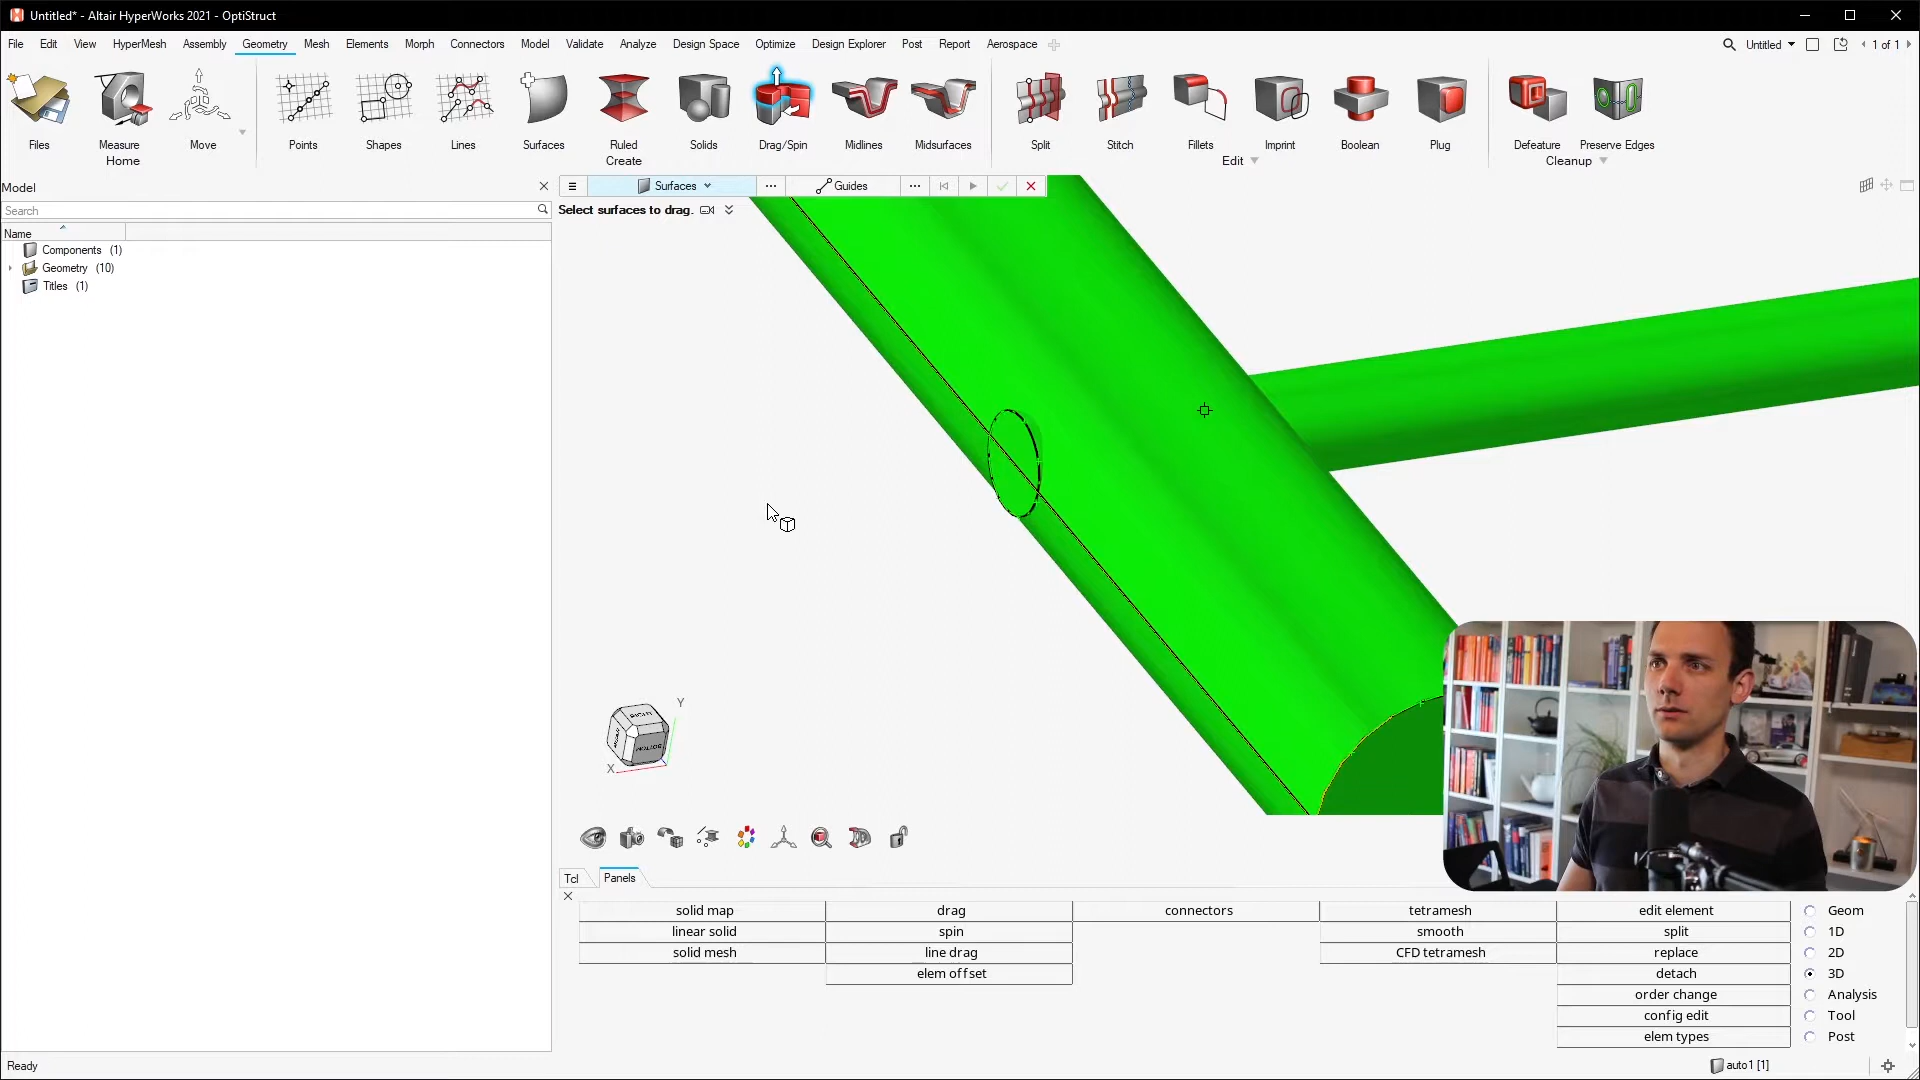 Untitled* - Altair HyperWorks 2021 - OptiStruct
File Edit View HyperMesh Assembly Geometry Mesh Elements Morph Connectors Model Validate Analyze Design Space Optimize Design Explorer Post Report Aerospace
Untitled 1 of 1
Files Measure Move Points Shapes Lines Surfaces Ruled Solids Drag/Spin Midlines Midsurfaces Split Stitch Fillets Imprint Boolean Plug Defeature Preserve Edges
Home Create Edit Cleanup
Model
Surfaces Guides
Search
Select surfaces to drag.
Name
Components (1)
Geometry (10)
Titles (1)
Y
RIGHT
BOTTOM
X
Tcl Panels
solid map drag connectors tetramesh edit element Geom
linear solid spin smooth split 1D
solid mesh line drag CFD tetramesh replace 2D
elem offset detach 3D
order change Analysis
config edit Tool
elem types Post
Ready
auto1 [1]